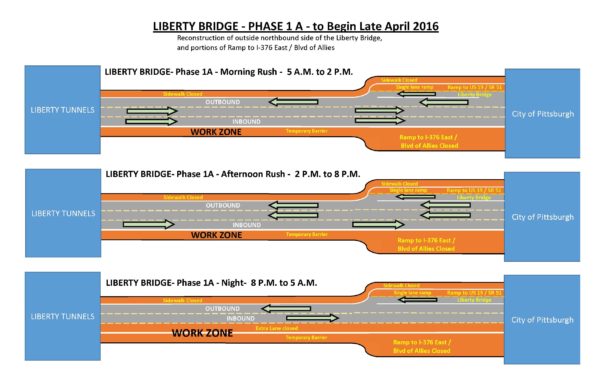 LIBERTY BRIDGE - PHASE 1 A - to Begin Late April 2016
Reconstruction of outside northbound side of the Liberty Bridge,
and portions of Ramp to I-376 East / Blvd of Allies
LIBERTY BRIDGE- Phase 1A - Morning Rush - 5 A.M. to 2 P.M.
Sidewalk Closed
Single lane ramp
Ramp to US 19 / SR 51
Sidewalk Closed
Liberty Bridge
OUTBOUND
LIBERTY TUNNELS
City of Pittsburgh
INBOUND
WORK ZONE
Temporary Barrier
Ramp to I-376 East /
Blvd of Allies Closed
LIBERTY BRIDGE- Phase 1A - Afternoon Rush - 2 P.M. to 8 P.M.
Sidewalk Closed
Single lane ramp
Ramp to US 19 / SR 51
Sidewalk Closed
Liberty Bridge
OUTBOUND
LIBERTY TUNNELS
City of Pittsburgh
INBOUND
WORK ZONE
Temporary Barrier
Ramp to I-376 East /
Blvd of Allies Closed
LIBERTY BRIDGE- Phase 1A - Night- 8 P.M. to 5 A.M.
Sidewalk Closed
Single lane ramp
Ramp to US 19 / SR 51
Sidewalk Closed
Liberty Bridge
OUTBOUND
LIBERTY TUNNELS
City of Pittsburgh
INBOUND
Extra Lane closed
WORK ZONE
Ramp to I-376 East /
Blvd of Allies Closed